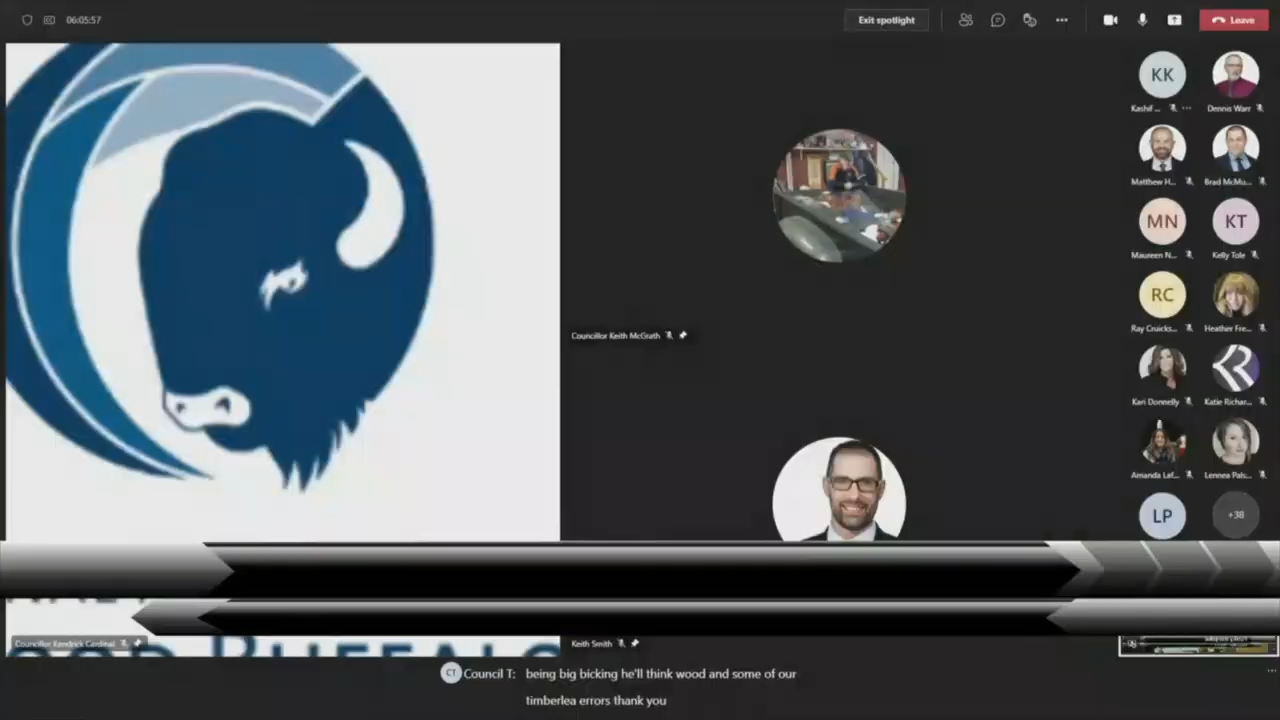 06:05:57
Exit spotlight
Leave
KK
Kashif ...
Dennis Warr
Matthew H...
Brad McMu...
MN
KT
Maureen N...
Kelly Tole
RC
Ray Cruicks...
Heather Fre...
Kari Donnelly
Katie Richar...
Amanda Laf...
Lennea Pals...
LP
+38
Councillor Keith McGrath
Councillor Kendrick Cardinal
Keith Smith
CT
Council T:
being big bicking he'll think wood and some of our
timberlea errors thank you